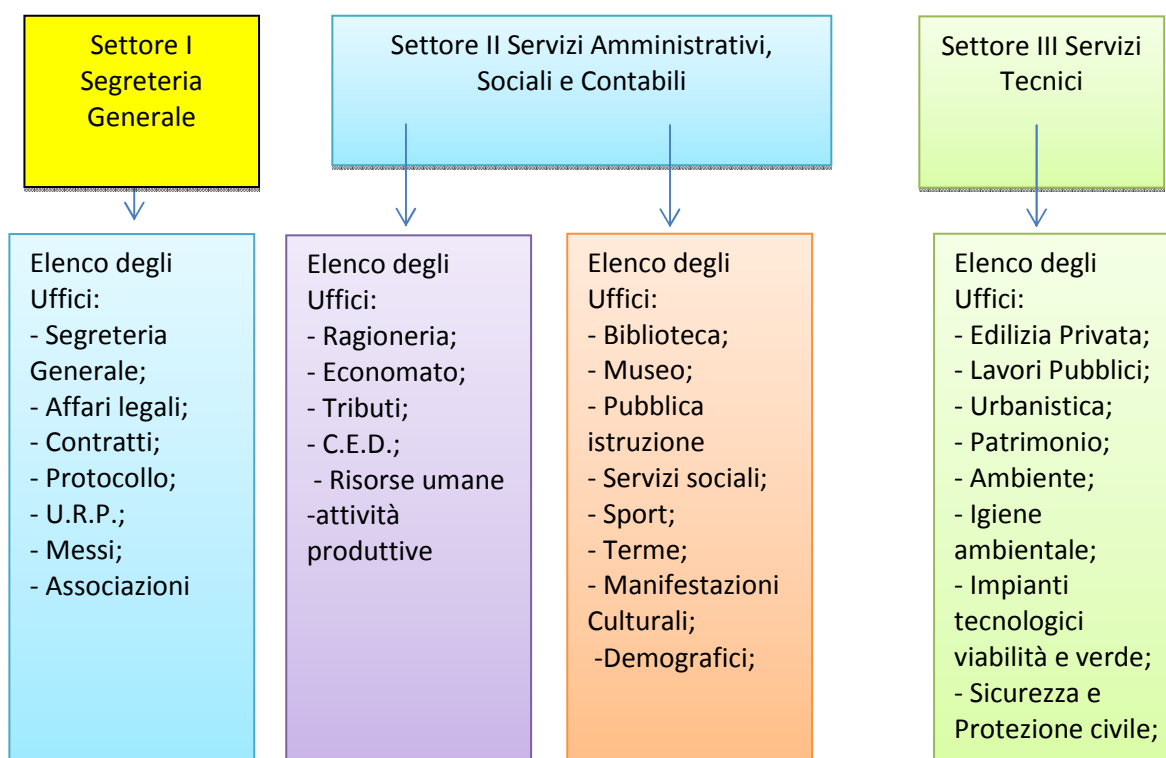 Settore I
Segreteria
Generale
Settore II Servizi Amministrativi,
Sociali e Contabili
Settore III Servizi
Tecnici
Elenco degli
Uffici:
- Segreteria
Generale;
- Affari legali;
- Contratti;
- Protocollo;
- U.R.P.;
- Messi;
- Associazioni
Elenco degli
Uffici:
- Ragioneria;
- Economato;
- Tributi;
- C.E.D.;
- Risorse umane
-attività
produttive
Elenco degli
Uffici:
- Biblioteca;
- Museo;
- Pubblica
istruzione
- Servizi sociali;
- Sport;
- Terme;
- Manifestazioni
Culturali;
-Demografici;
Elenco degli
Uffici:
- Edilizia Privata;
- Lavori Pubblici;
- Urbanistica;
- Patrimonio;
- Ambiente;
- Igiene
ambientale;
- Impianti
tecnologici
viabilità e verde;
- Sicurezza e
Protezione civile;